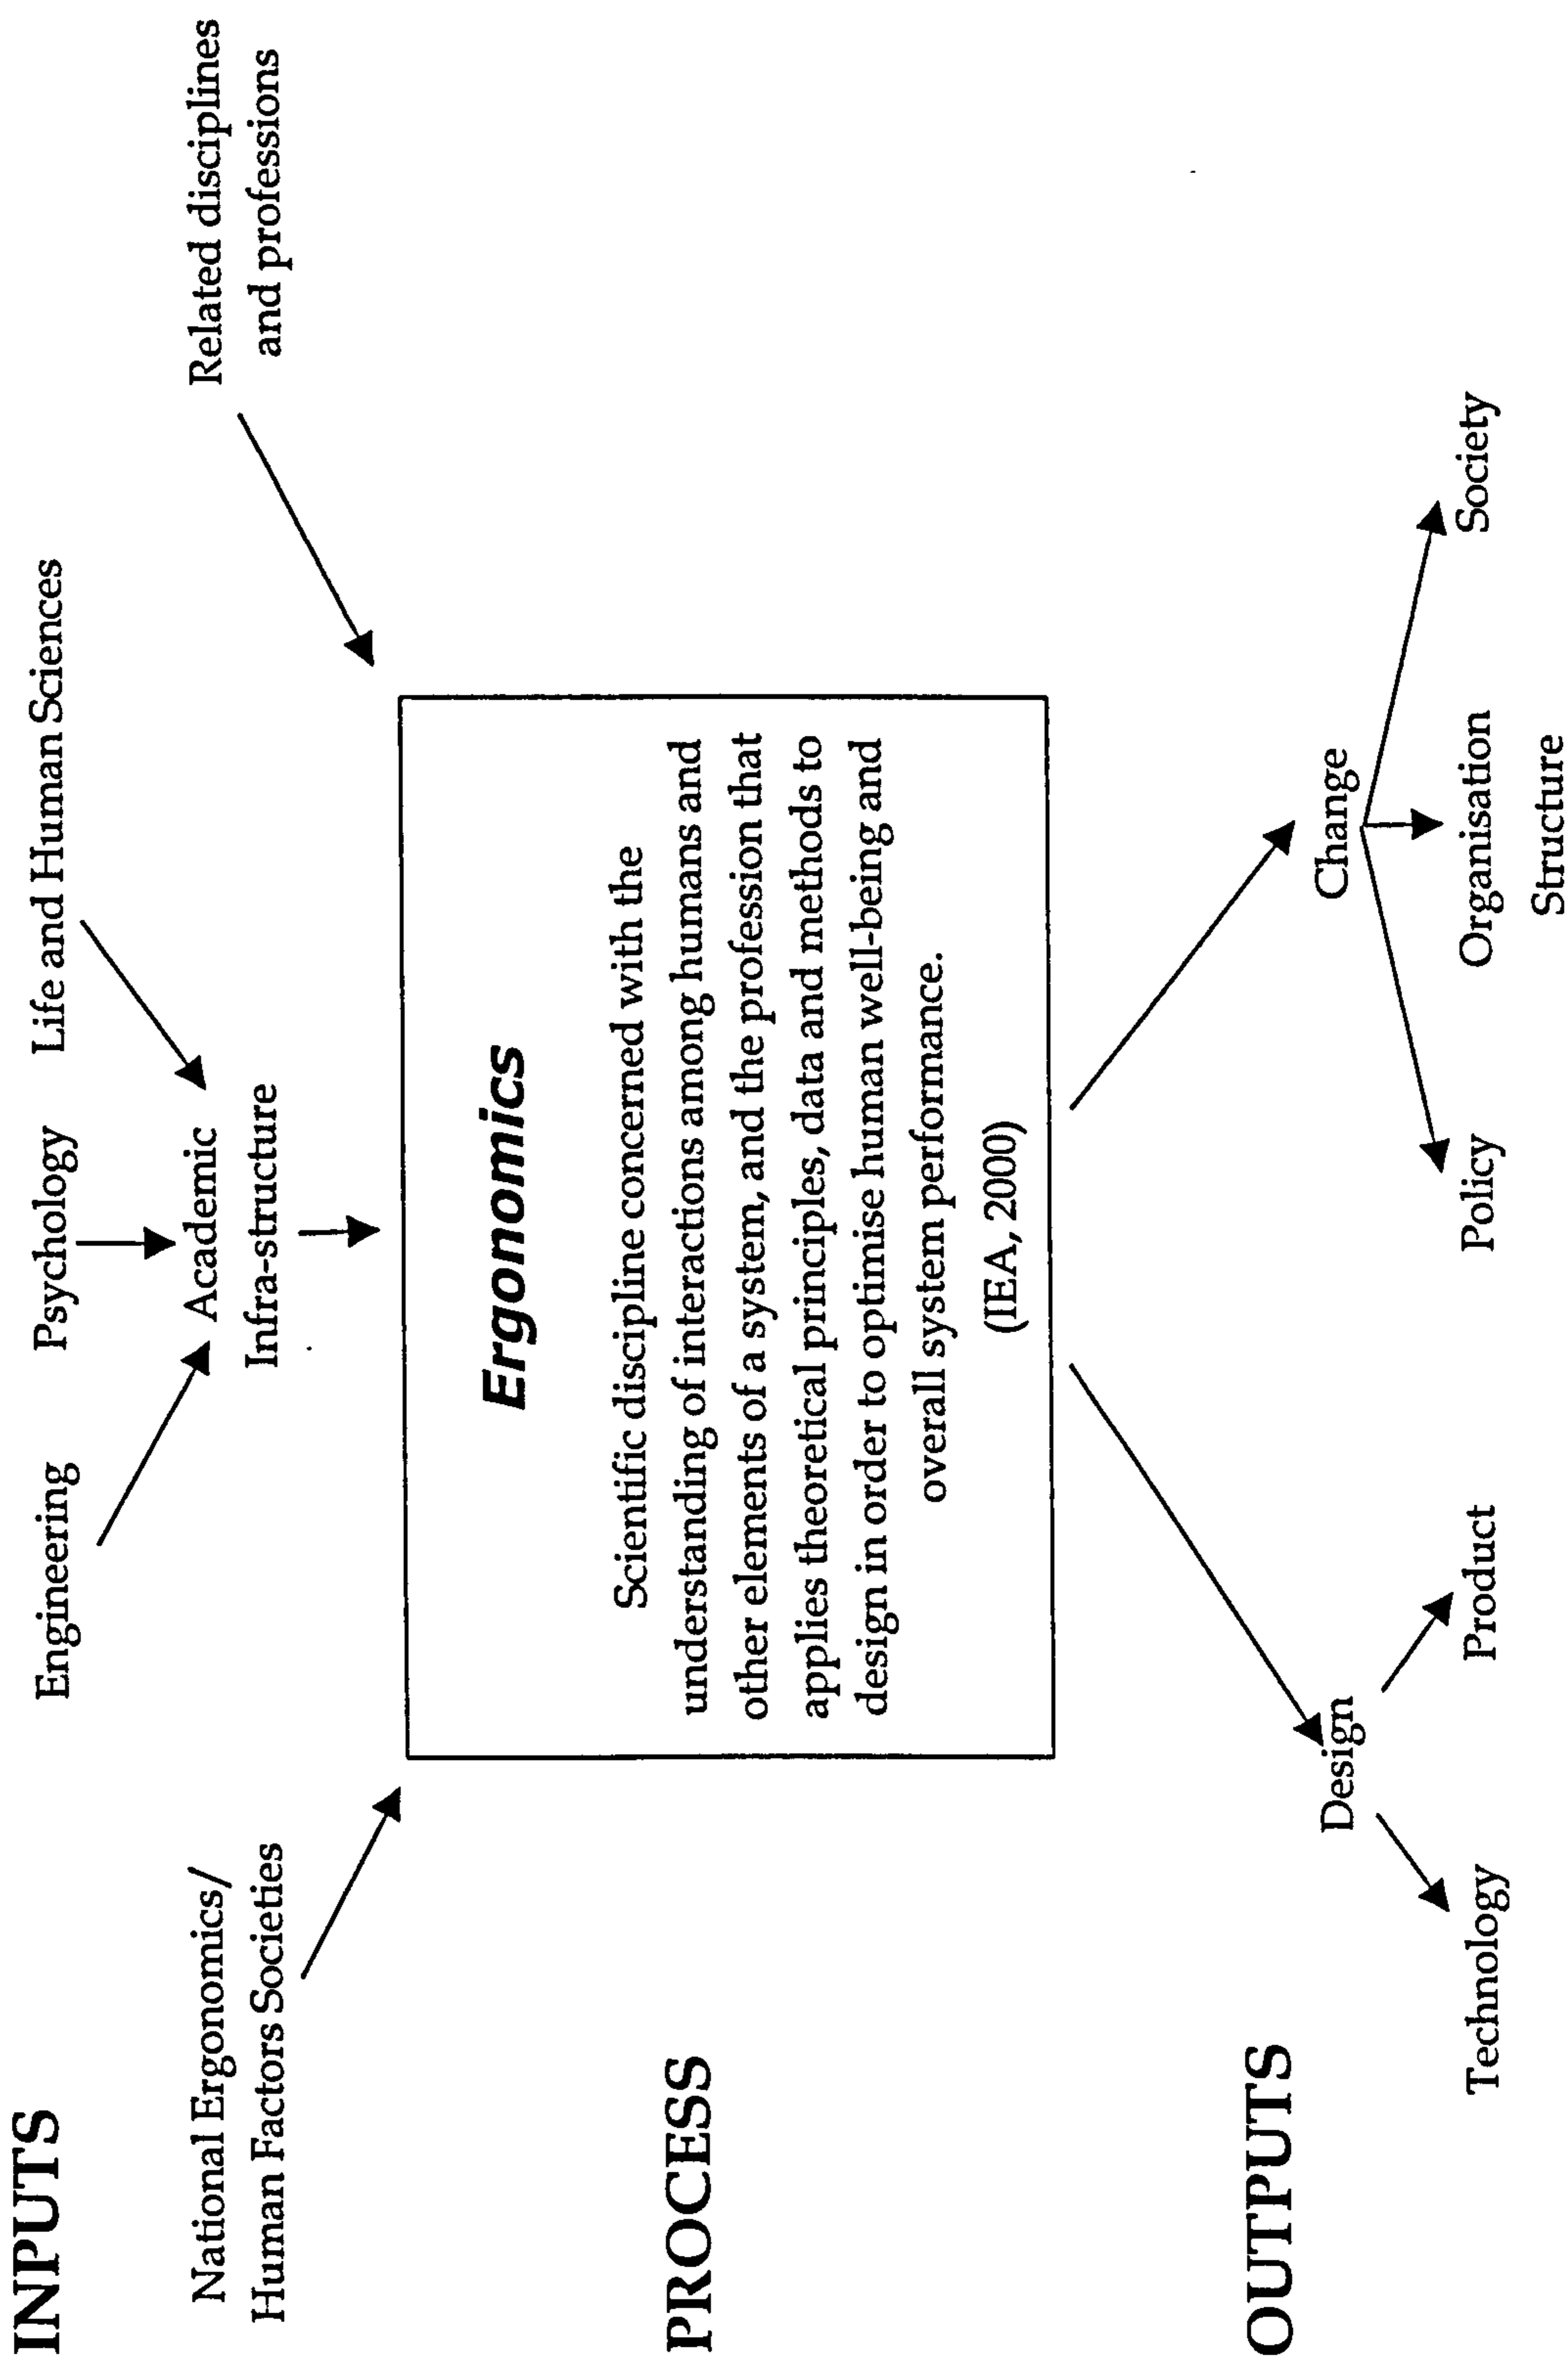 INPUTS
Engineering
Psychology
Life and Human Sciences
National Ergonomics/
Human Factors Societies
Academic
Infra-structure
Related disciplines
and professions
PROCESS
Ergonomics
Scientific discipline concerned with the
understanding of interactions among humans and
other elements of a system, and the profession that
applies theoretical principles, data and methods to
design in order to optimise human well-being and
overall system performance.
(IEA, 2000)
OUTPUTS
Design
Change
Technology
Product
Policy
Organisation
Structure
Society